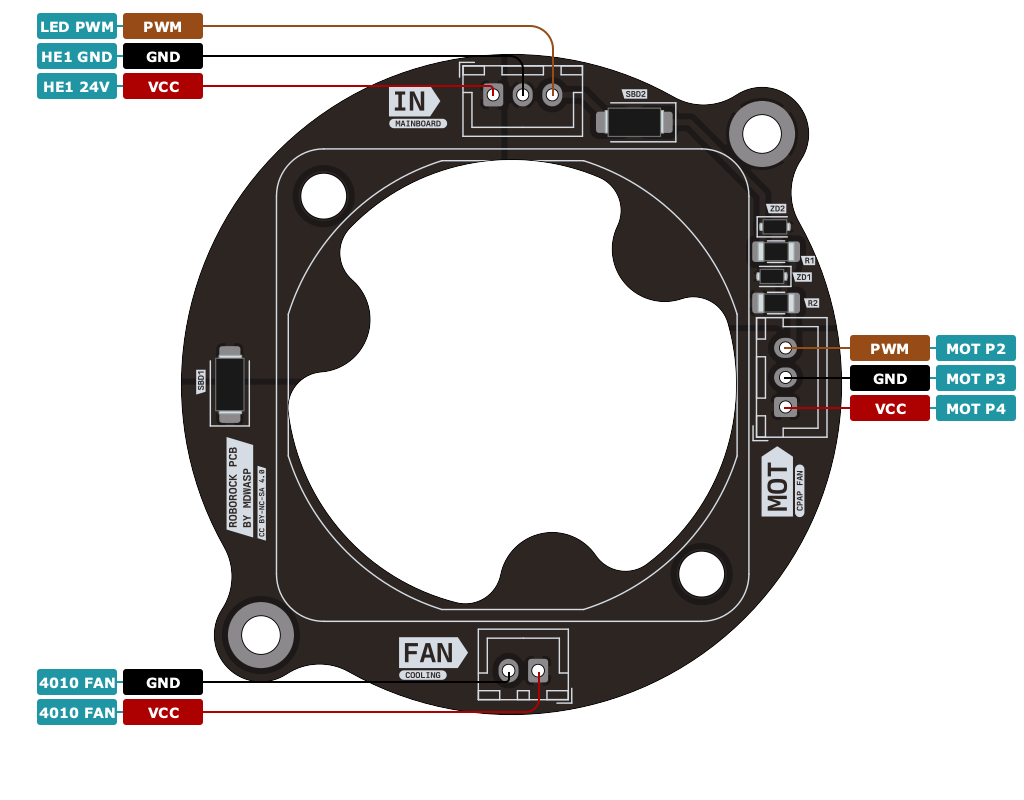 LED PWM PWM
HE1 GND GND
HE1 24V VCC
IN
MAINBOARD
SBD2
ZD2
R1
ZD1
R2
PWM MOT P2
GND MOT P3
VCC MOT P4
SBD1
ROBOROCK PCB
BY MDWASP
CC BY-NC-SA 4.0
MOT
CPAP FAN
FAN
COOLING
4010 FAN GND
4010 FAN VCC